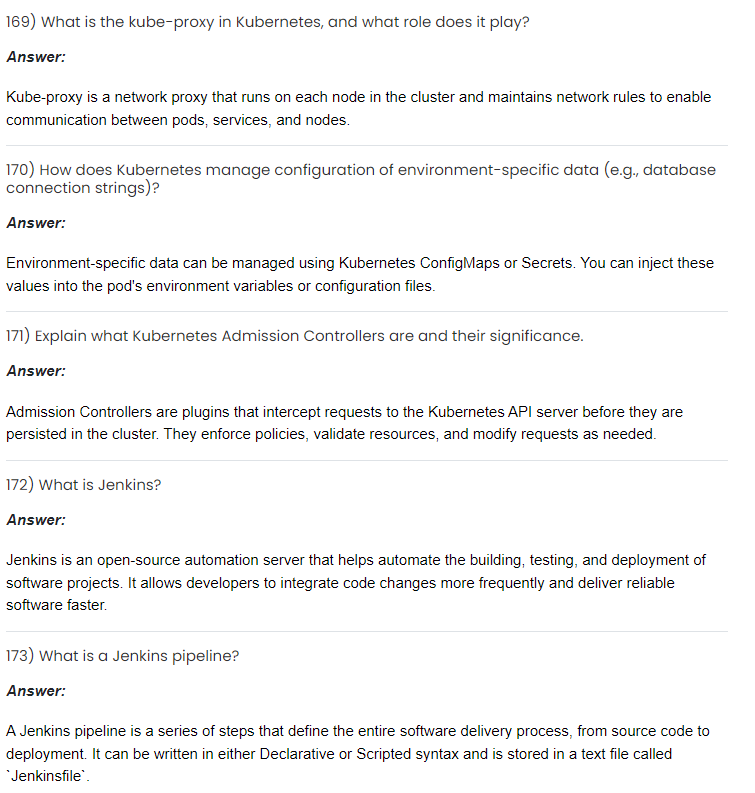 169) What is the kube-proxy in Kubernetes, and what role does it play?
Answer:
Kube-proxy is a network proxy that runs on each node in the cluster and maintains network rules to enable
communication between pods, services, and nodes.
170) How does Kubernetes manage configuration of environment-specific data (e.g., database
connection strings)?
Answer:
Environment-specific data can be managed using Kubernetes ConfigMaps or Secrets. You can inject these
values into the pod's environment variables or configuration files.
171) Explain what Kubernetes Admission Controllers are and their significance.
Answer:
Admission Controllers are plugins that intercept requests to the Kubernetes API server before they are
persisted in the cluster. They enforce policies, validate resources, and modify requests as needed.
172) What is Jenkins?
Answer:
Jenkins is an open-source automation server that helps automate the building, testing, and deployment of
software projects. It allows developers to integrate code changes more frequently and deliver reliable
software faster.
173) What is a Jenkins pipeline?
Answer:
A Jenkins pipeline is a series of steps that define the entire software delivery process, from source code to
deployment. It can be written in either Declarative or Scripted syntax and is stored in a text file called
`Jenkinsfile`.